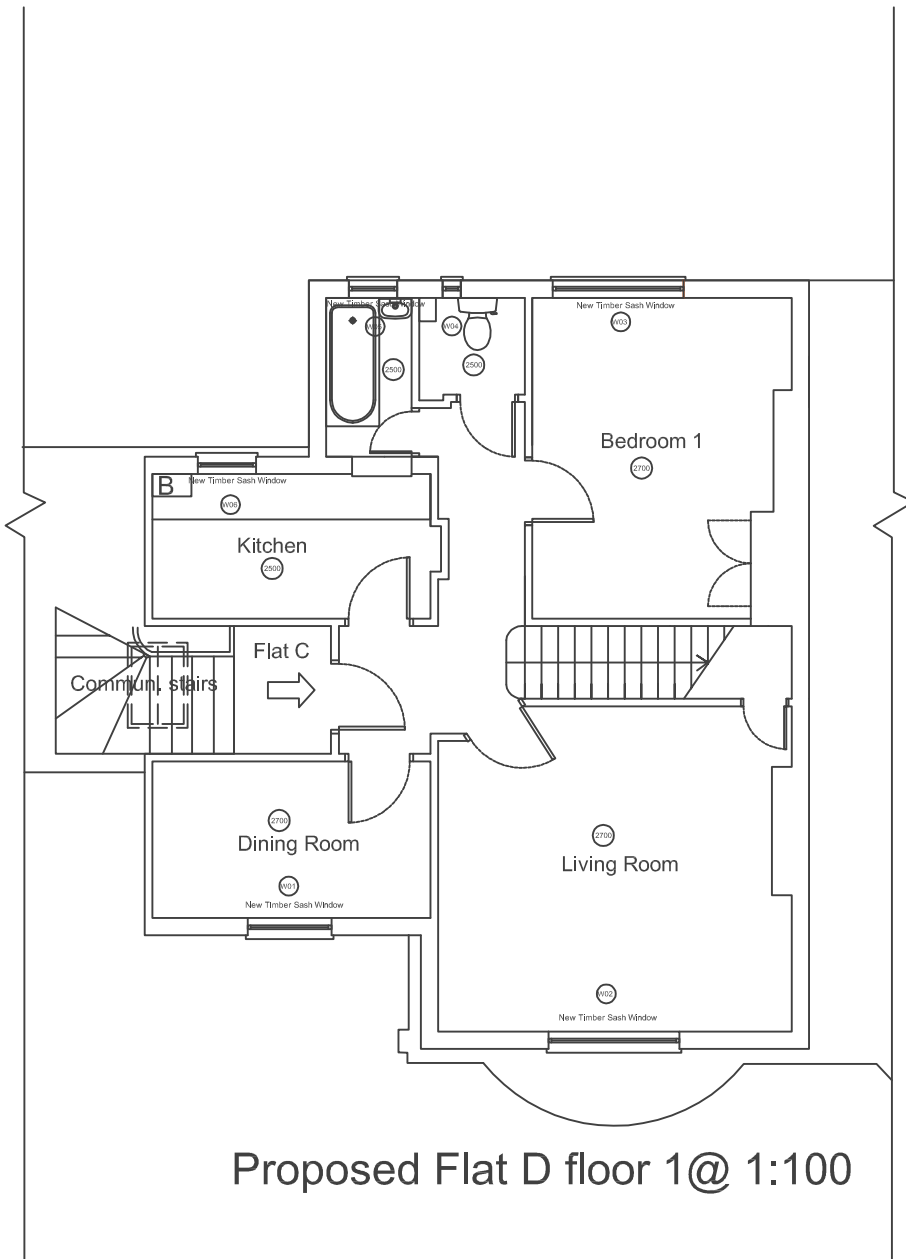 New Timber Sash Window
New Timber Sash Window
W05
W04
W03
2500
2500
Bedroom 1
2700
B
New Timber Sash Window
W06
Kitchen
2500
Flat C
Commun. stairs
2700
Dining Room
W01
New Timber Sash Window
2700
Living Room
W02
New Timber Sash Window
Proposed Flat D floor 1@ 1:100